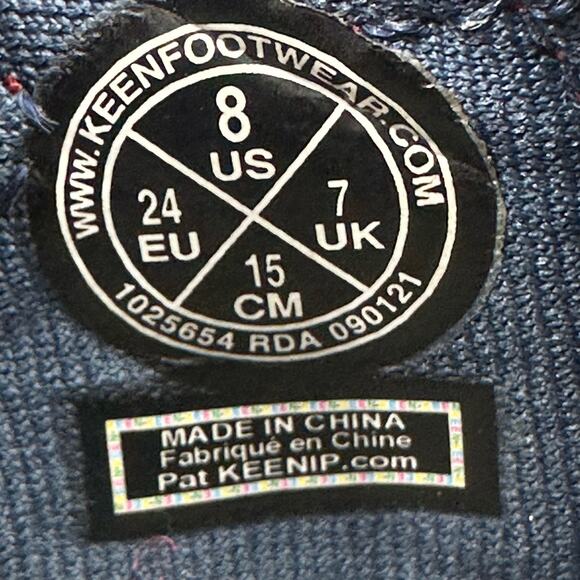 WWW.KEENFOOTWEAR.COM
8
US
24
EU
7
UK
15
CM
1025654 RDA 090121
MADE IN CHINA
Fabriqué en Chine
Pat KEENIP.com